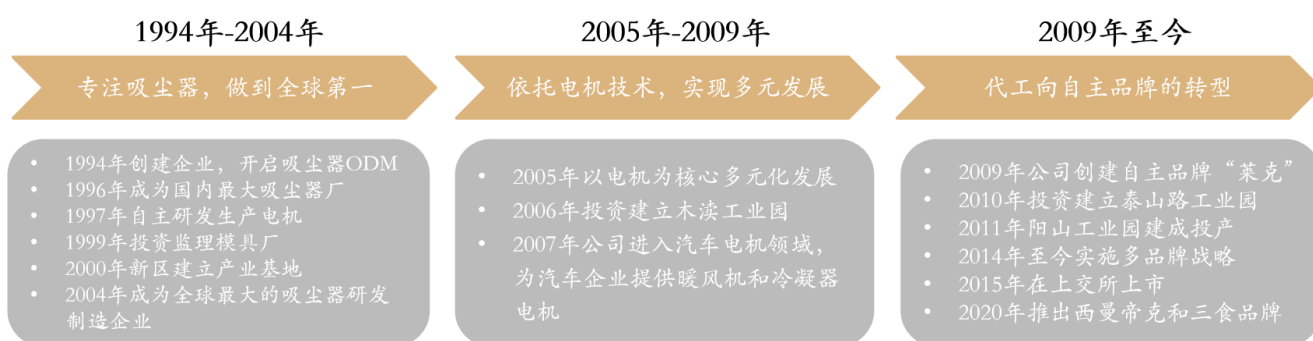 1994年-2004年
专注吸尘器，做到全球第一
• 1994年创建企业，开启吸尘器ODM
• 1996年成为国内最大吸尘器厂
• 1997年自主研发生产电机
• 1999年投资监理模具厂
• 2000年新区建立产业基地
• 2004年成为全球最大的吸尘器研发
制造企业
2005年-2009年
依托电机技术，实现多元发展
• 2005年以电机为核心多元化发展
• 2006年投资建立木渎工业园
• 2007年公司进入汽车电机领域，
为汽车企业提供暖风机和冷凝器
电机
2009年至今
代工向自主品牌的转型
• 2009年公司创建自主品牌“莱克”
• 2010年投资建立泰山路工业园
• 2011年阳山工业园建成投产
• 2014年至今实施多品牌战略
• 2015年在上交所上市
• 2020年推出西曼帝克和三食品牌